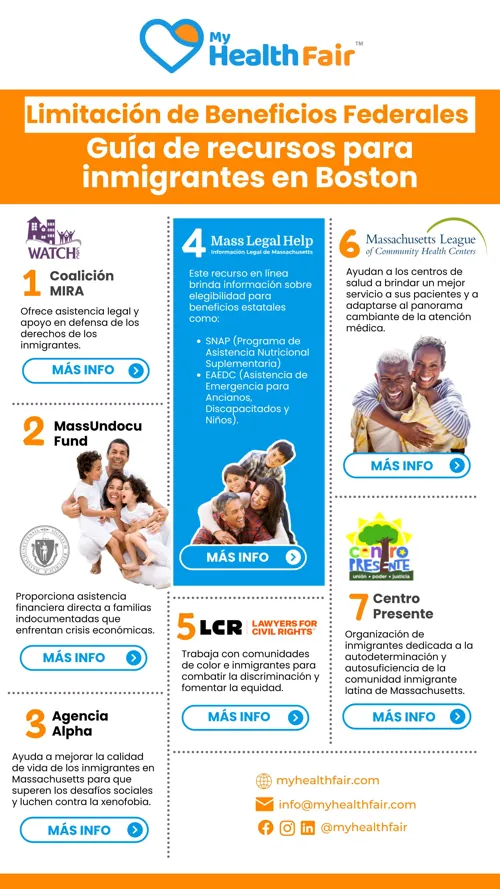 My
HealthFair™
Limitación de Beneficios Federales
Guía de recursos para
inmigrantes en Boston
WATCH
1 Coalición
MIRA
Ofrece asistencia legal y
apoyo en defensa de los
derechos de los
inmigrantes.
MÁS INFO
2 MassUndocu
Fund
Proporciona asistencia
financiera directa a familias
indocumentadas que
enfrentan crisis económicas.
MÁS INFO
3 Agencia
Alpha
Ayuda a mejorar la calidad
de vida de los inmigrantes en
Massachusetts para que
superen los desafíos sociales
y luchen contra la xenofobia.
MÁS INFO
4 Mass Legal Help
Información Legal de Massachusetts
Este recurso en línea
brinda información sobre
elegibilidad para
beneficios estatales
como:
• SNAP (Programa de
Asistencia Nutricional
Suplementaria)
• EAEDC (Asistencia de
Emergencia para
Ancianos,
Discapacitados y
Niños).
MÁS INFO
5 LCR LAWYERS FOR
CIVIL RIGHTS
Trabaja con comunidades
de color e inmigrantes para
combatir la discriminación y
fomentar la equidad.
MÁS INFO
6 Massachusetts League
of Community Health Centers
Ayudan a los centros de
salud a brindar un mejor
servicio a sus pacientes y a
adaptarse al panorama
cambiante de la atención
médica.
MÁS INFO
CENTRO
PRESENTE
unión • poder • justicia
7 Centro
Presente
Organización de
inmigrantes dedicada a la
autodeterminación y
autosuficiencia de la
comunidad inmigrante
latina de Massachusetts.
MÁS INFO
myhealthfair.com
info@myhealthfair.com
@myhealthfair